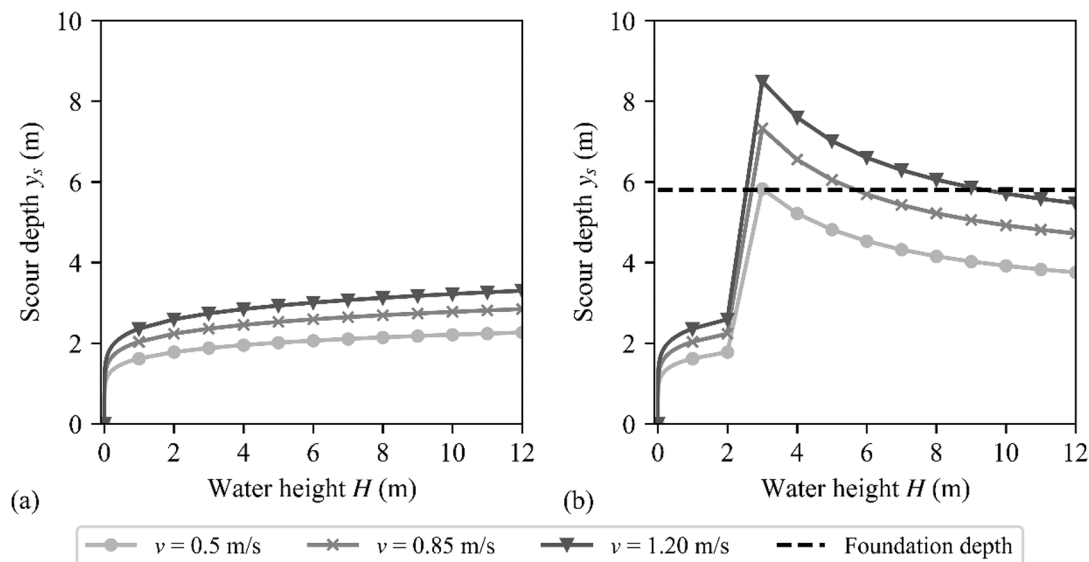 10
8
6
4
2
0
Scour depth yₛ (m)
0 2 4 6 8 10 12
Water height H (m)
(a)
10
8
6
4
2
0
Scour depth yₛ (m)
0 2 4 6 8 10 12
Water height H (m)
(b)
v = 0.5 m/s v = 0.85 m/s v = 1.20 m/s Foundation depth